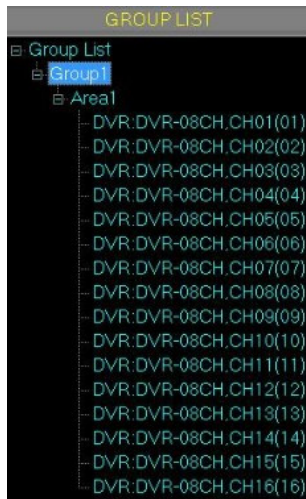 GROUP LIST
Group List
Group1
Area1
DVR:DVR-08CH,CH01(01)
DVR:DVR-08CH,CH02(02)
DVR:DVR-08CH,CH03(03)
DVR:DVR-08CH,CH04(04)
DVR:DVR-08CH,CH05(05)
DVR:DVR-08CH,CH06(06)
DVR:DVR-08CH,CH07(07)
DVR:DVR-08CH,CH08(08)
DVR:DVR-08CH,CH09(09)
DVR:DVR-08CH,CH10(10)
DVR:DVR-08CH,CH11(11)
DVR:DVR-08CH,CH12(12)
DVR:DVR-08CH,CH13(13)
DVR:DVR-08CH,CH14(14)
DVR:DVR-08CH,CH15(15)
DVR:DVR-08CH,CH16(16)